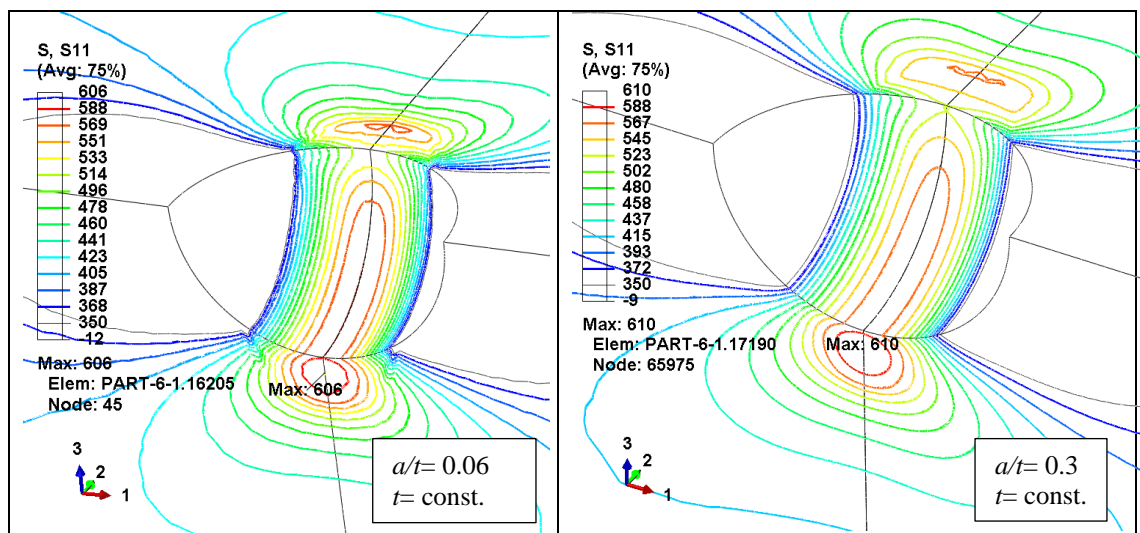 S, S11
(Avg: 75%)
606
588
569
551
533
514
496
478
460
441
423
405
387
368
350
-12
Max: 606
Elem: PART-6-1.16205
Node: 45
Max: 606
3
2
1
a/t= 0.06
t= const.
S, S11
(Avg: 75%)
610
588
567
545
523
502
480
458
437
415
393
372
350
-9
Max: 610
Elem: PART-6-1.17190
Node: 65975
Max: 610
3
2
1
a/t= 0.3
t= const.